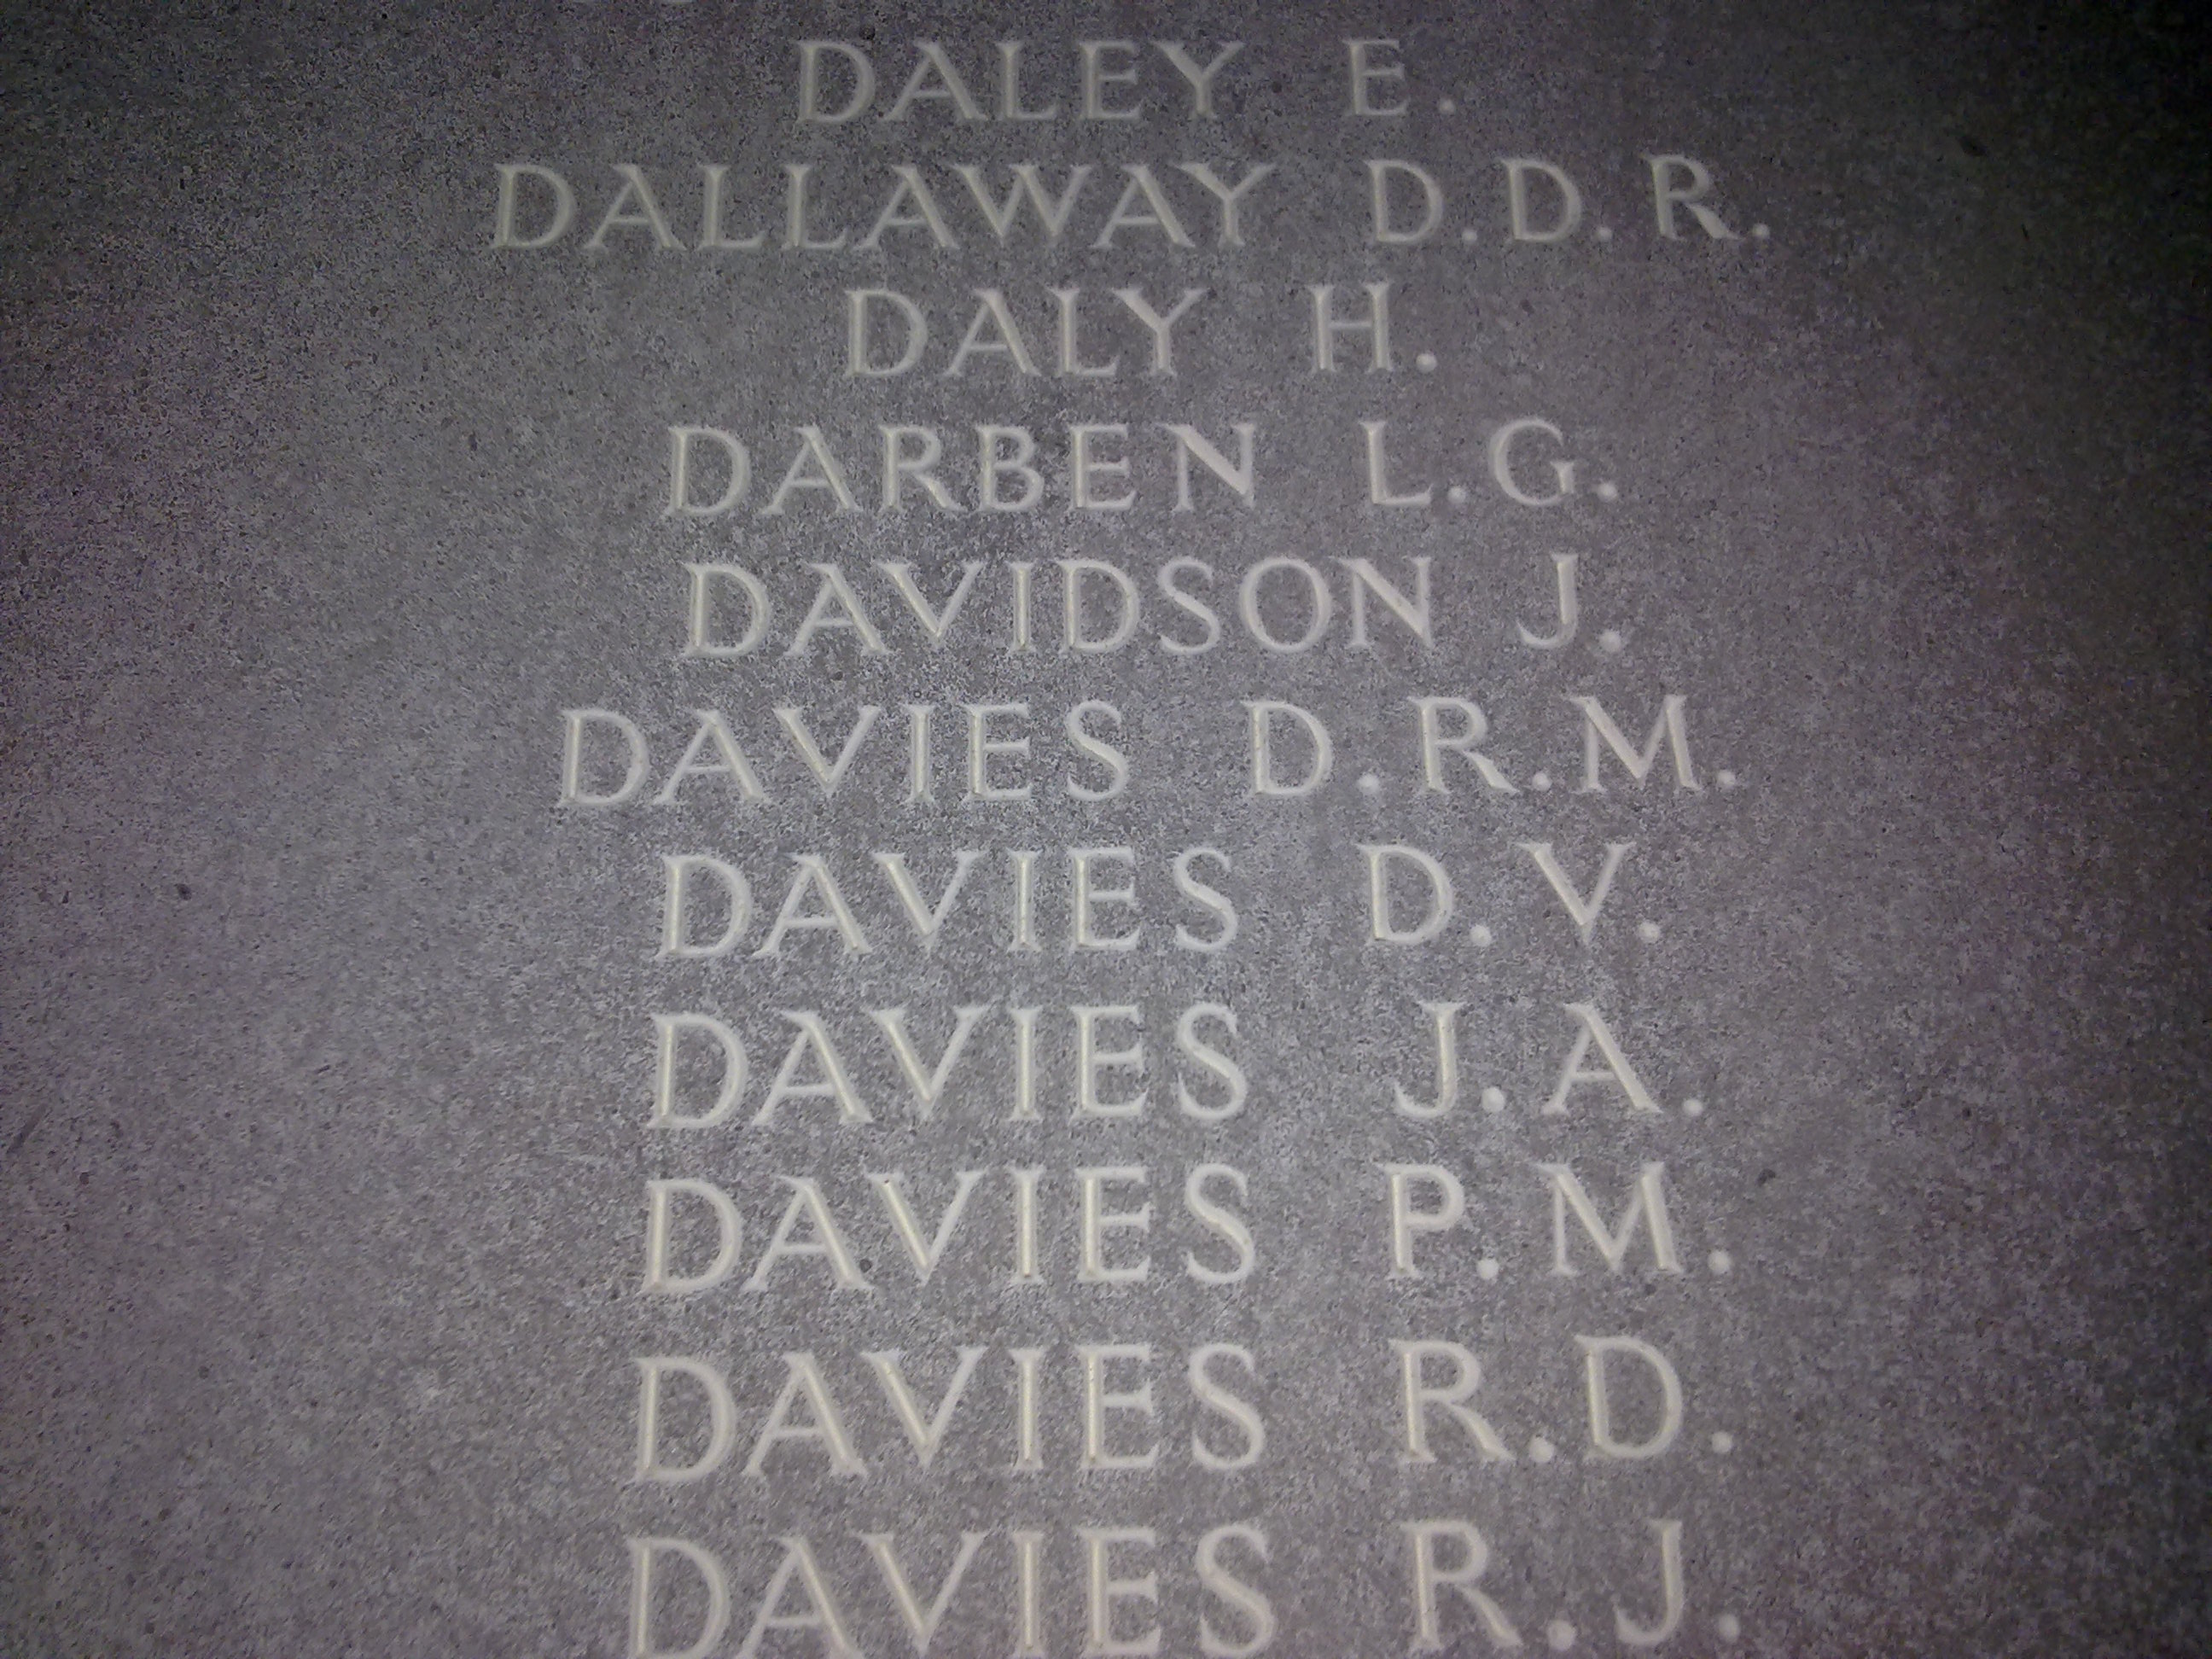 DALEY E.
DALLAWAY D.D.R.
DALY H.
DARBEN L.G.
DAVIDSON J.
DAVIES D.R.M.
DAVIES D.V.
DAVIES J.A.
DAVIES P.M.
DAVIES R.D.
DAVIES R.J.